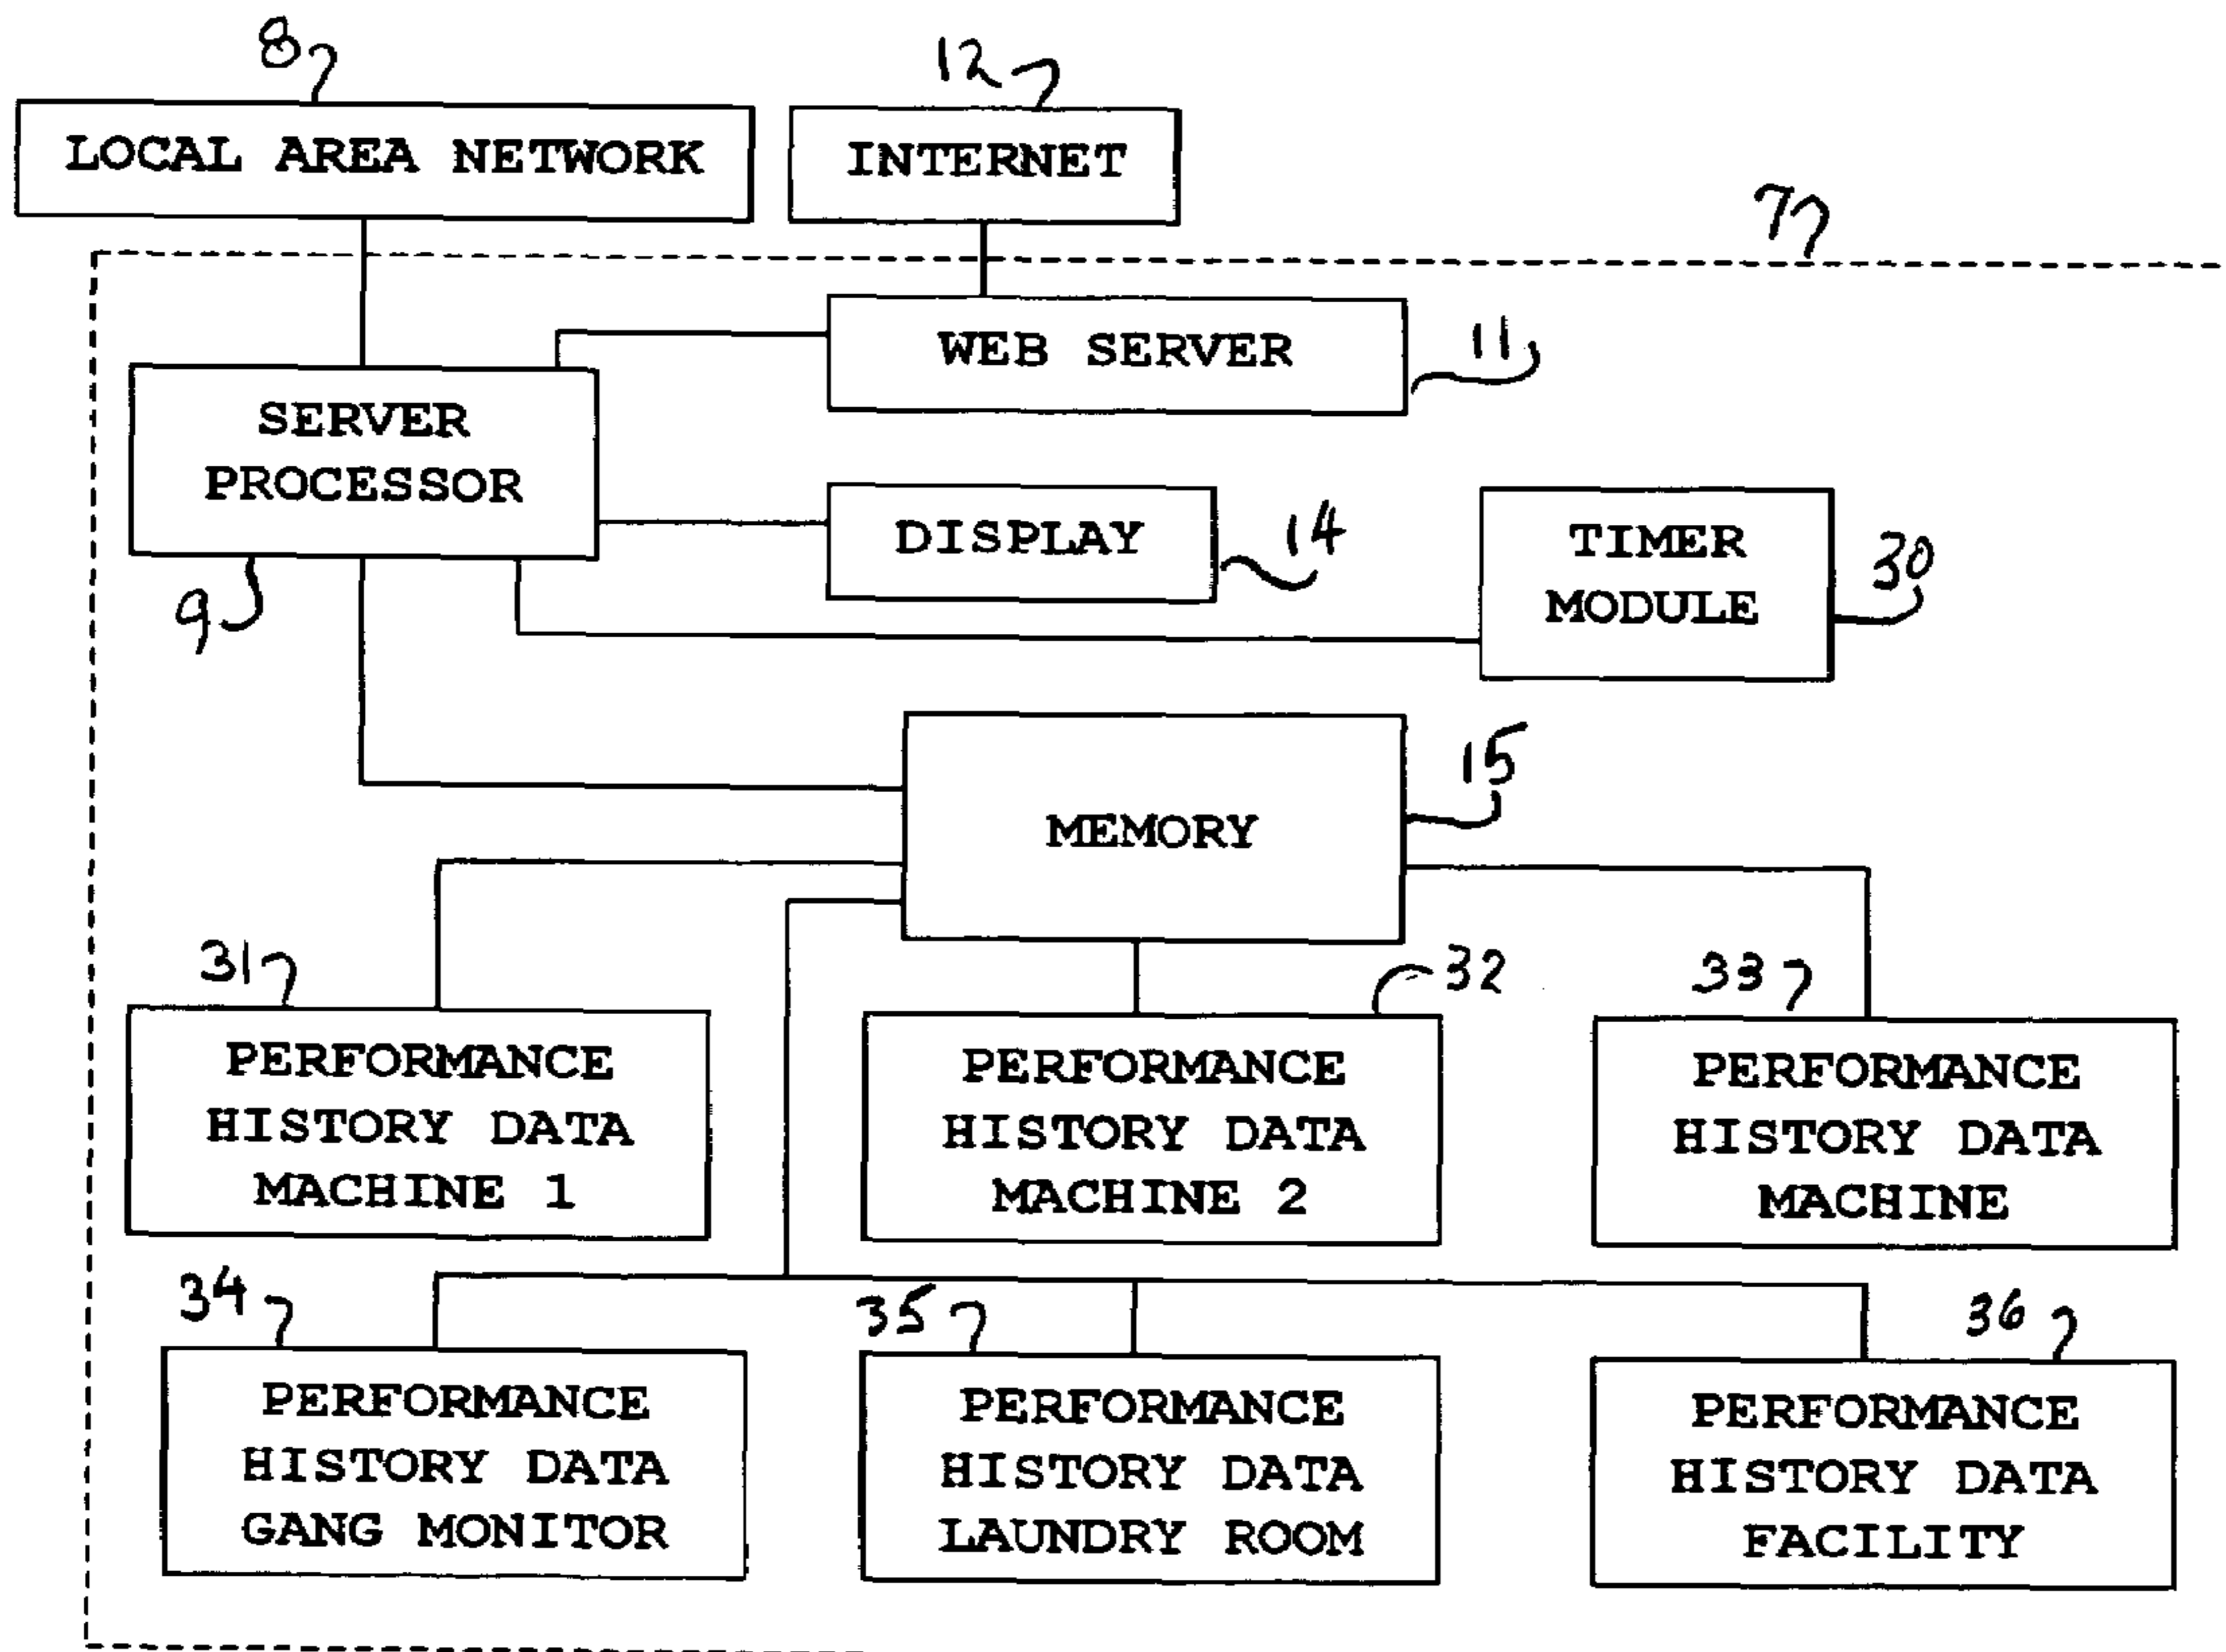 8
12
LOCAL AREA NETWORK
INTERNET
7
WEB SERVER
11
SERVER
PROCESSOR
9
DISPLAY
14
TIMER
MODULE
30
MEMORY
15
31
32
33
PERFORMANCE
HISTORY DATA
MACHINE 1
PERFORMANCE
HISTORY DATA
MACHINE 2
PERFORMANCE
HISTORY DATA
MACHINE
34
35
36
PERFORMANCE
HISTORY DATA
GANG MONITOR
PERFORMANCE
HISTORY DATA
LAUNDRY ROOM
PERFORMANCE
HISTORY DATA
FACILITY